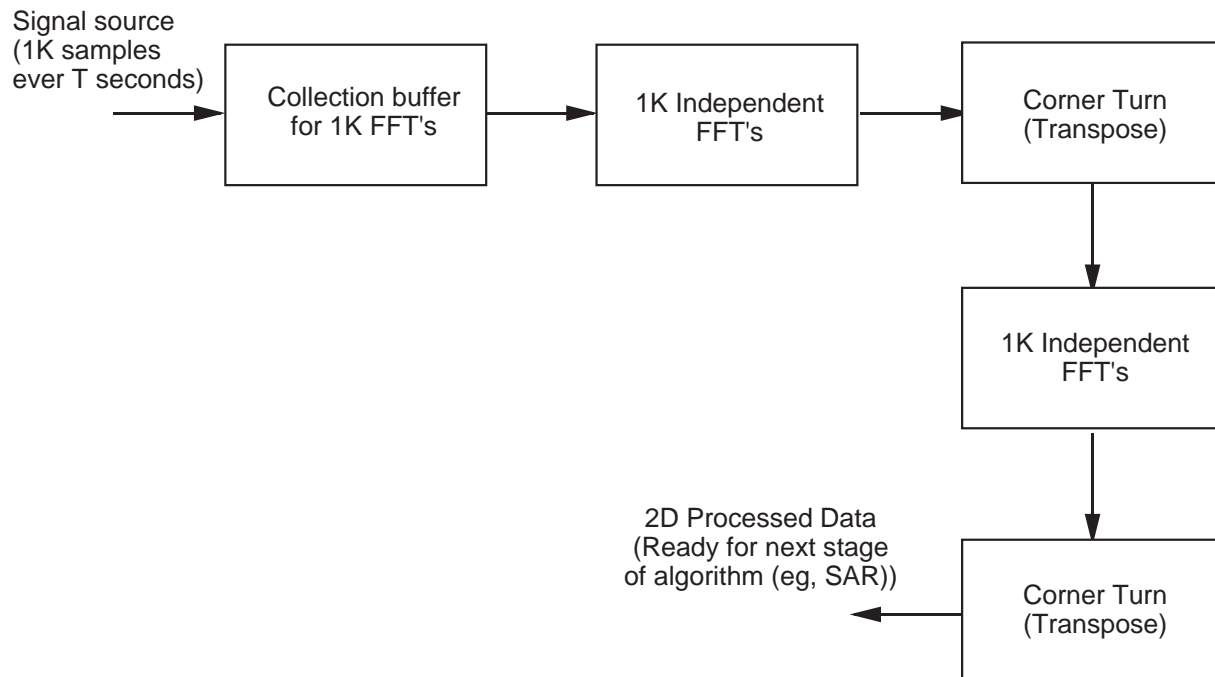 Signal source
(1K samples
ever T seconds)
Collection buffer
for 1K FFT's
1K Independent
FFT's
Corner Turn
(Transpose)
1K Independent
FFT's
2D Processed Data
(Ready for next stage
of algorithm (eg, SAR))
Corner Turn
(Transpose)